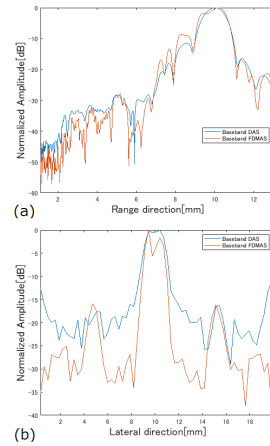 0
-10
-20
-30
-40
-50
-60
Normalized Amplitude[dB]
Baseband DAS
Baseband FDMAS
2 4 6 8 10 12
Range direction[mm]
(a)
0
-5
-10
-15
-20
-25
-30
-35
-40
Normalized Amplitude[dB]
Baseband DAS
Baseband FDMAS
2 4 6 8 10 12 14 16 18
Lateral direction[mm]
(b)